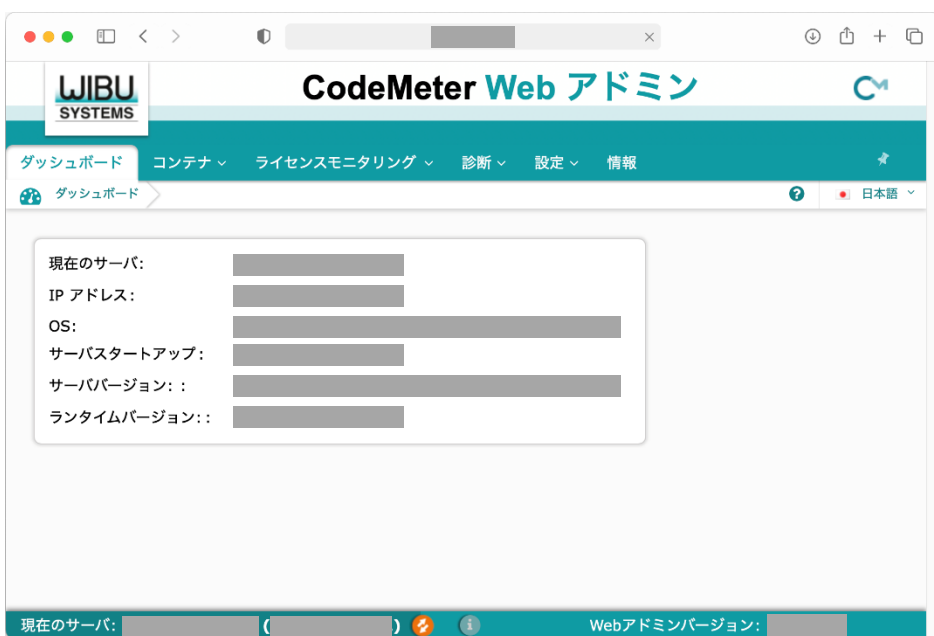 WIBU
SYSTEMS
CodeMeter Web アドミン
ダッシュボード コンテナ ライセンスモニタリング 診断 設定 情報
ダッシュボード ? 日本語
現在のサーバ:
IP アドレス:
OS:
サーバスタートアップ:
サーババージョン: :
ランタイムバージョン: :
現在のサーバ: ( ) i Webアドミンバージョン: